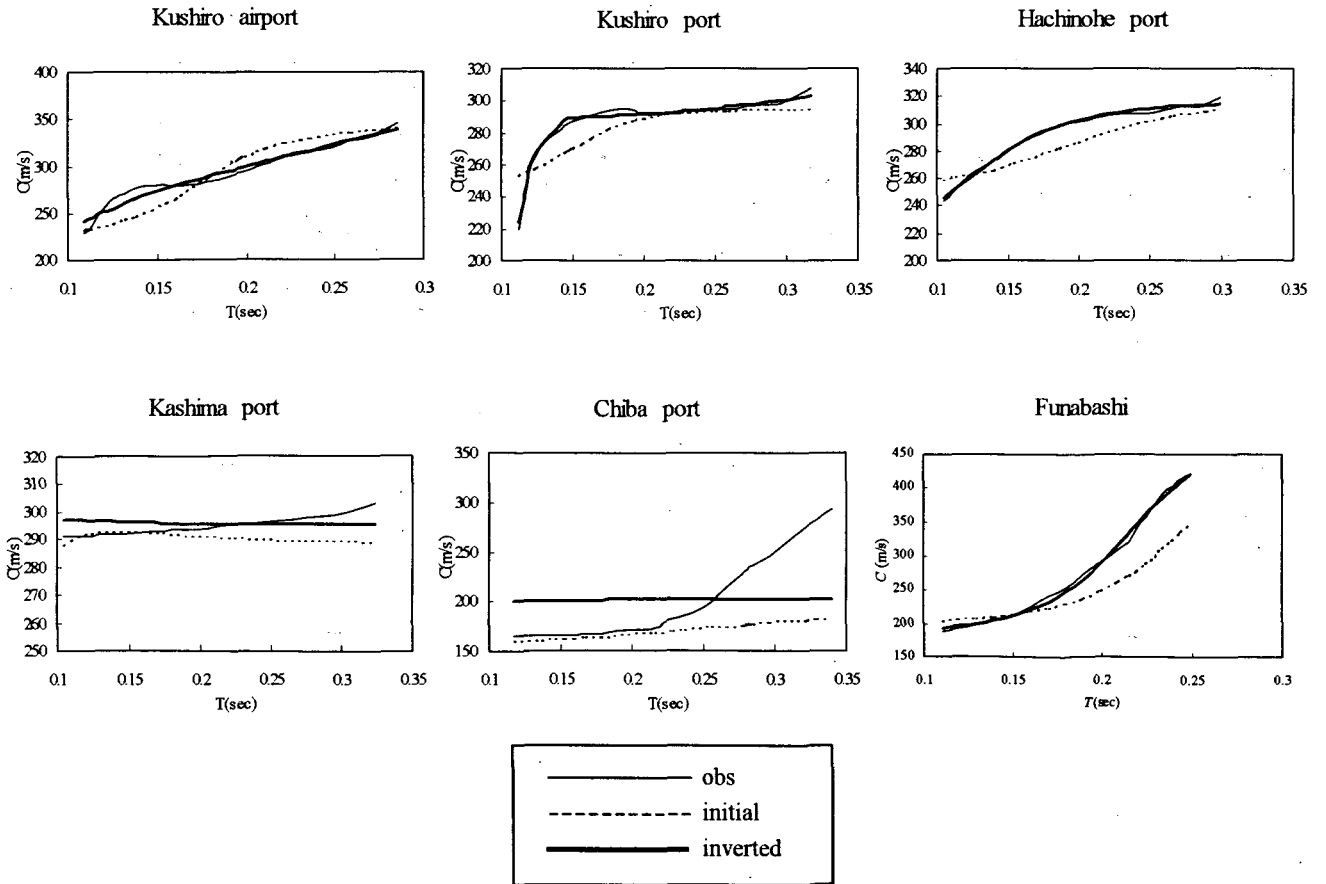 Kushiro airport
400
350
300
250
200
C(m/s)
0.1 0.15 0.2 0.25 0.3
T(sec)
Kushiro port
320
300
280
260
240
220
200
C(m/s)
0.1 0.15 0.2 0.25 0.3 0.35
T(sec)
Hachinohe port
340
320
300
280
260
240
220
200
C(m/s)
0.1 0.15 0.2 0.25 0.3 0.35
T(sec)
Kashima port
320
310
300
290
280
270
260
250
C(m/s)
0.1 0.15 0.2 0.25 0.3 0.35
T(sec)
Chiba port
350
300
250
200
150
C(m/s)
0.1 0.15 0.2 0.25 0.3 0.35
T(sec)
Funabashi
450
400
350
300
250
200
150
C (m/s)
0.1 0.15 0.2 0.25 0.3
T(sec)
obs
initial
inverted